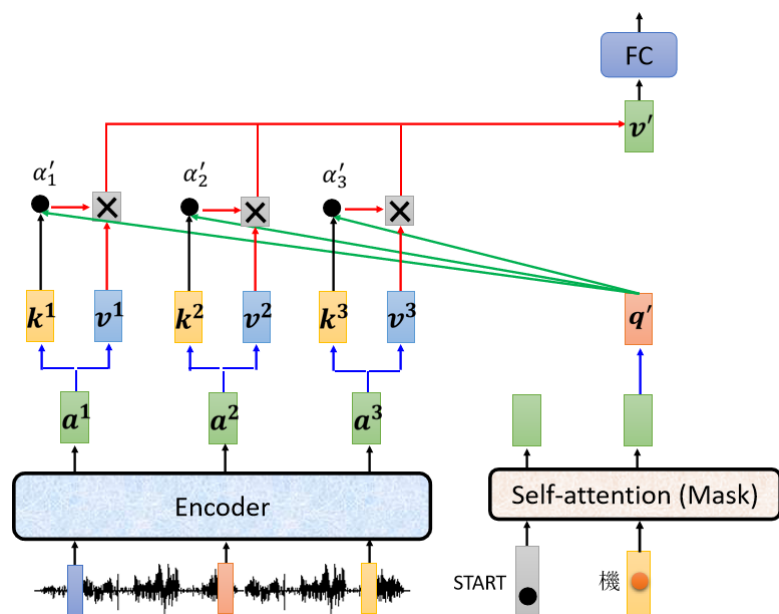 FC
v′
α′₁ α′₂ α′₃
k¹ v¹ k² v² k³ v³ q′
a¹ a² a³
Encoder
Self-attention (Mask)
START 機